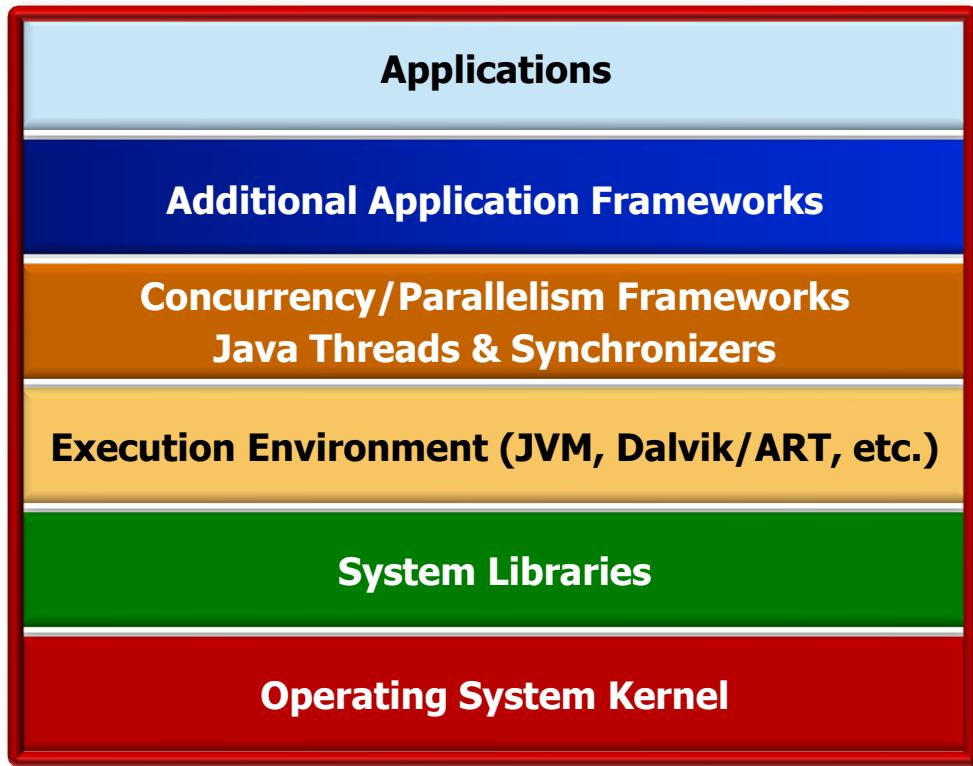 Applications
Additional Application Frameworks
Concurrency/Parallelism Frameworks
Java Threads & Synchronizers
Execution Environment (JVM, Dalvik/ART, etc.)
System Libraries
Operating System Kernel